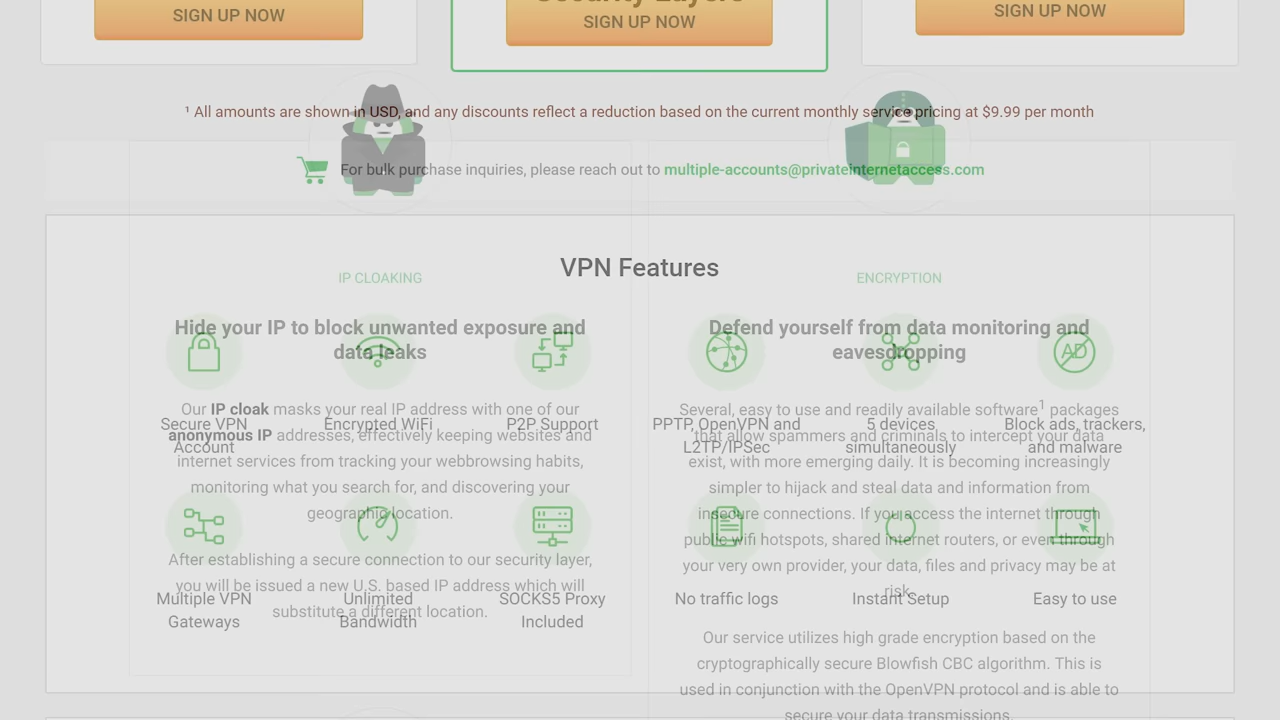 Security Layers
SIGN UP NOW
SIGN UP NOW
SIGN UP NOW
¹ All amounts are shown in USD, and any discounts reflect a reduction based on the current monthly service pricing at $9.99 per month
For bulk purchase inquiries, please reach out to multiple-accounts@privateinternetaccess.com
VPN Features
IP CLOAKING
Hide your IP to block unwanted exposure and
data leaks
Our IP cloak masks your real IP address with one of our
anonymous IP addresses, effectively keeping websites and
internet services from tracking your webbrowsing habits,
monitoring what you search for, and discovering your
geographic location.
After establishing a secure connection to our security layer,
you will be issued a new U.S. based IP address which will
substitute a different location.
ENCRYPTION
Defend yourself from data monitoring and
eavesdropping
Several, easy to use and readily available software¹ packages
that allow spammers and criminals to intercept your data
exist, with more emerging daily. It is becoming increasingly
simpler to hijack and steal data and information from
insecure connections. If you access the internet through
public wifi hotspots, shared internet routers, or even through
your very own provider, your data, files and privacy may be at
risk.
Our service utilizes high grade encryption based on the
cryptographically secure Blowfish CBC algorithm. This is
used in conjunction with the OpenVPN protocol and is able to
secure your data transmissions.
AD
Secure VPN
Account
Encrypted WiFi
P2P Support
PPTP, OpenVPN and
L2TP/IPSec
5 devices
simultaneously
Block ads, trackers,
and malware
Multiple VPN
Gateways
Unlimited
Bandwidth
SOCKS5 Proxy
Included
No traffic logs
Instant Setup
Easy to use